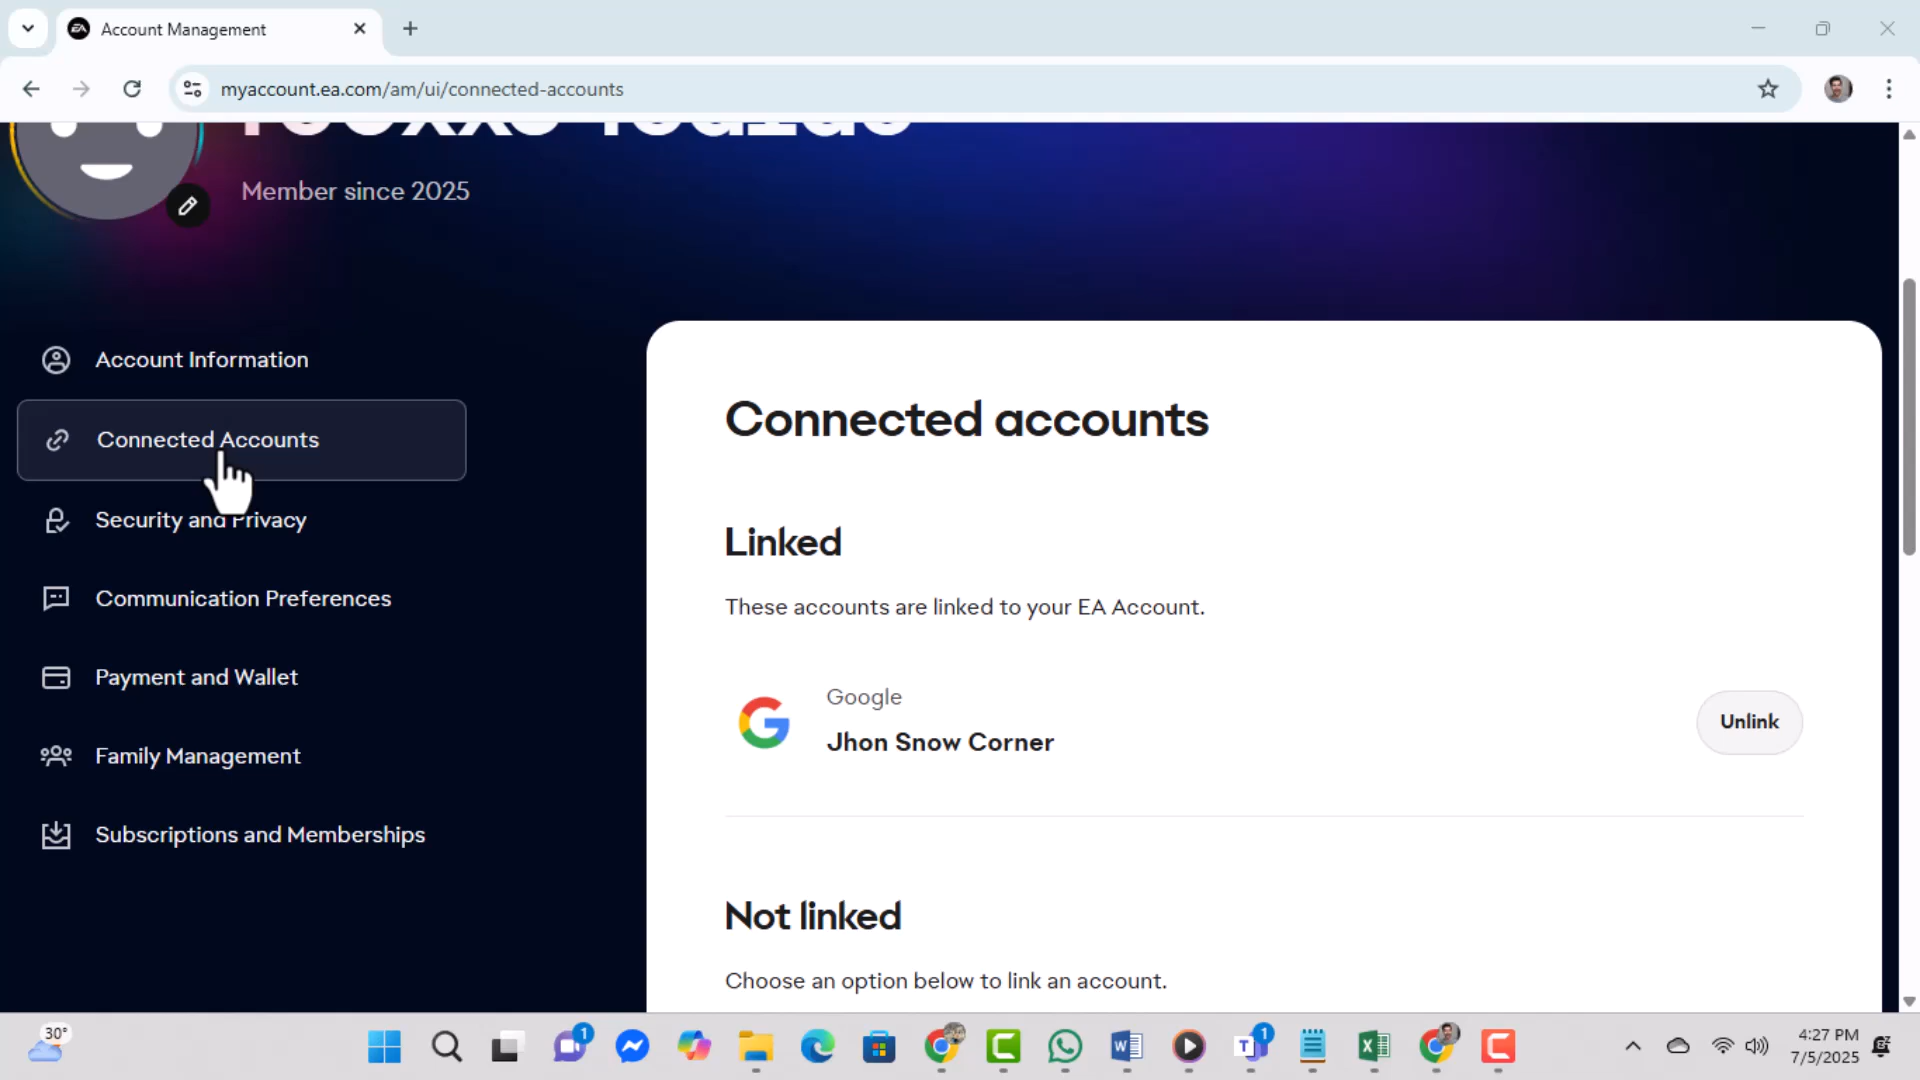 Account Management
myaccount.ea.com/am/ui/connected-accounts
Member since 2025
Account Information
Connected Accounts
Security and Privacy
Communication Preferences
Payment and Wallet
Family Management
Subscriptions and Memberships
Connected accounts
Linked
These accounts are linked to your EA Account.
Google
Jhon Snow Corner
Unlink
Not linked
Choose an option below to link an account.
30°
1
1
4:27 PM
7/5/2025